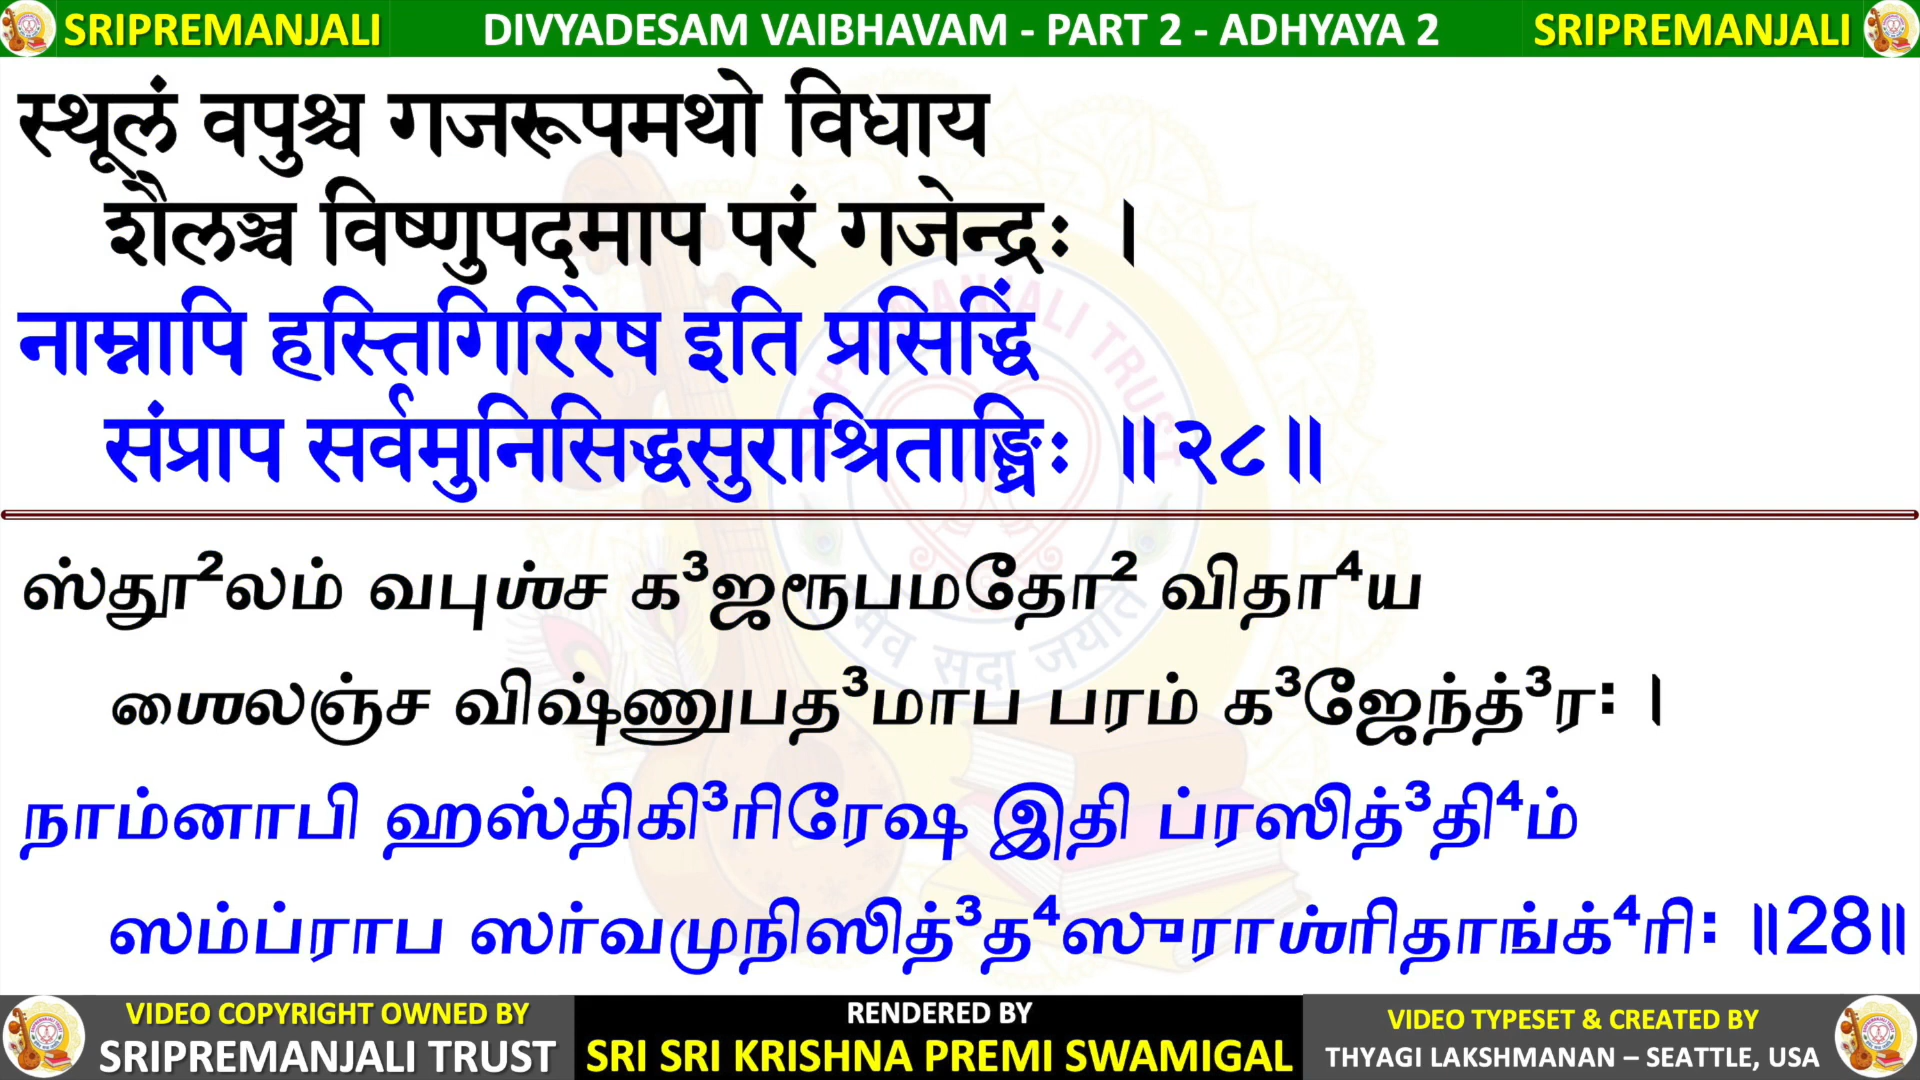 SRIPREMANJALI DIVYADESAM VAIBHAVAM - PART 2 - ADHYAYA 2 SRIPREMANJALI
स्थूलं वपुश्च गजरूपमथो विधाय
शैलञ्च विष्णुपदमाप परं गजेन्द्रः ।
नाम्नापि हस्तिगिरिरेष इति प्रसिद्धिं
संप्राप सर्वमुनिसिद्धसुराश्रिताङ्घ्रिः ॥२८॥
ஸ்தூ²லம் வபுஶ்ச க³ஜரூபமதோ² விதா⁴ய
ஶைலஞ்ச விஷ்ணுபத³மாப பரம் க³ஜேந்த்³ர: ।
நாம்னாபி ஹஸ்திகி³ரிரேஷ இதி ப்ரஸித்³தி⁴ம்
ஸம்ப்ராப ஸர்வமுநிஸித்³த⁴ஸுராஶ்ரிதாங்க்⁴ரி: ॥28॥
VIDEO COPYRIGHT OWNED BY
SRIPREMANJALI TRUST
RENDERED BY
SRI SRI KRISHNA PREMI SWAMIGAL
VIDEO TYPESET & CREATED BY
THYAGI LAKSHMANAN – SEATTLE, USA